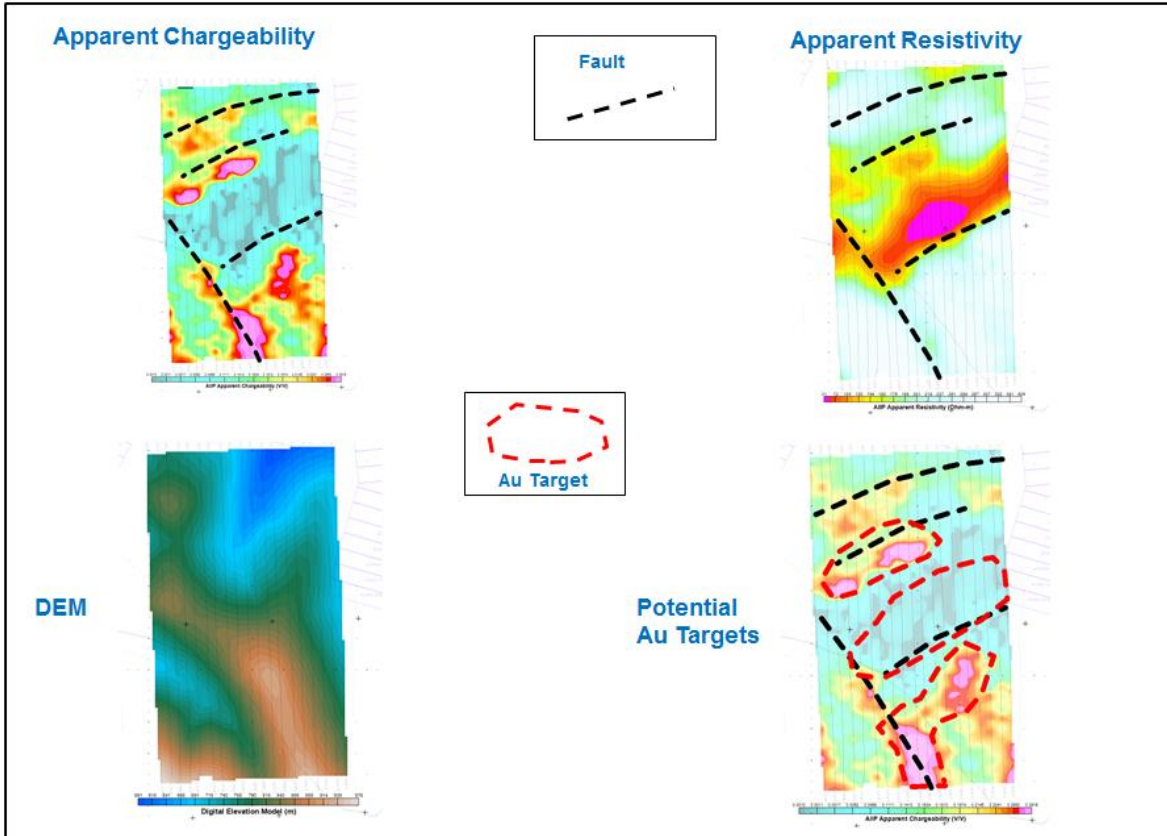 Apparent Chargeability
Fault
Apparent Resistivity
AIIP Apparent Chargeability (V/V)
AIIP Apparent Resistivity (Ohm-m)
Au Target
DEM
Potential
Au Targets
Digital Elevation Model (m)
AIIP Apparent Chargeability (V/V)